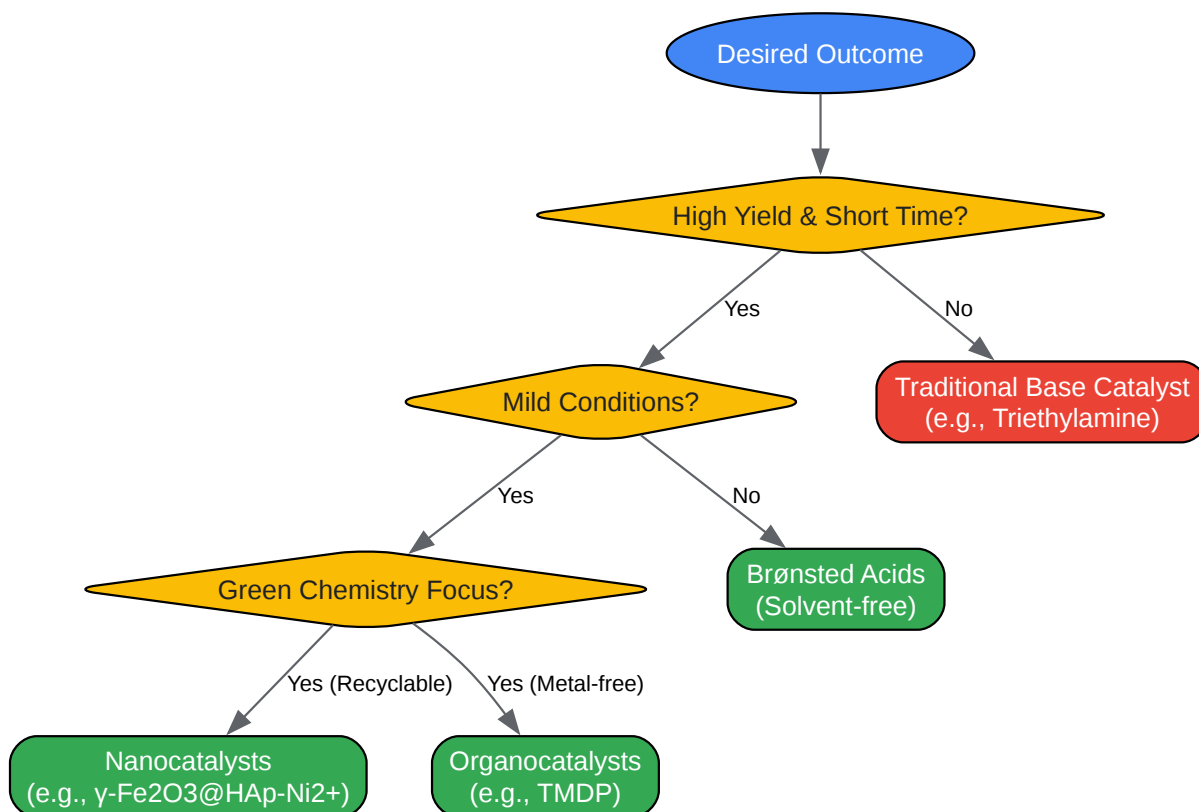 Desired Outcome
High Yield & Short Time?
Yes
No
Traditional Base Catalyst
(e.g., Triethylamine)
Mild Conditions?
Yes
No
Brønsted Acids
(Solvent-free)
Green Chemistry Focus?
Yes (Recyclable)
Yes (Metal-free)
Nanocatalysts
(e.g., γ-Fe2O3@HAp-Ni2+)
Organocatalysts
(e.g., TMDP)